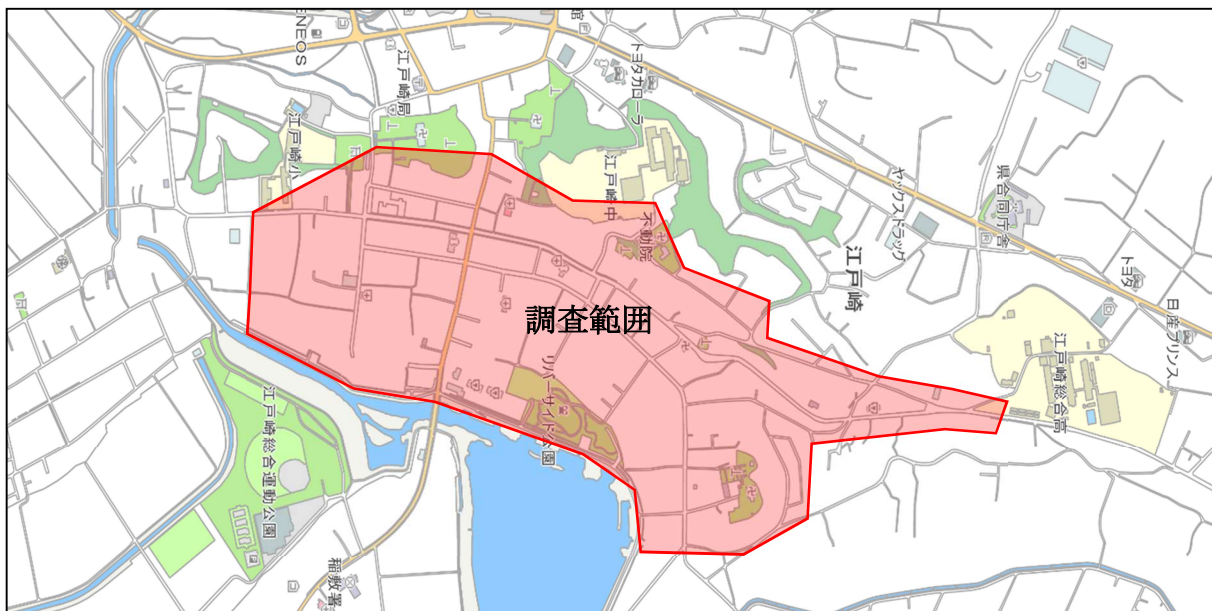 ENEOS
館
トヨタカローラ
江戸崎局
江戸崎小
江戸崎中
不動院
ヤックスドラッグ
県合同庁舎
江戸崎
トヨタ
日産プリンス
調査範囲
リバーサイド公園
江戸崎総合高
江戸崎総合運動公園
稲敷署